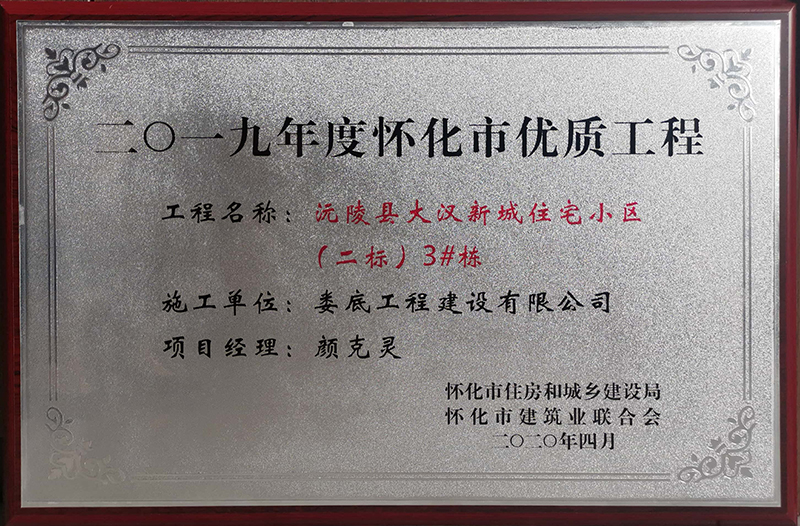 二〇一九年度怀化市优质工程
工程名称：沅陵县大汉新城住宅小区
（二标）3#栋
施工单位：娄底工程建设有限公司
项目经理：颜克灵
怀化市住房和城乡建设局
怀化市建筑业联合会
二〇二〇年四月